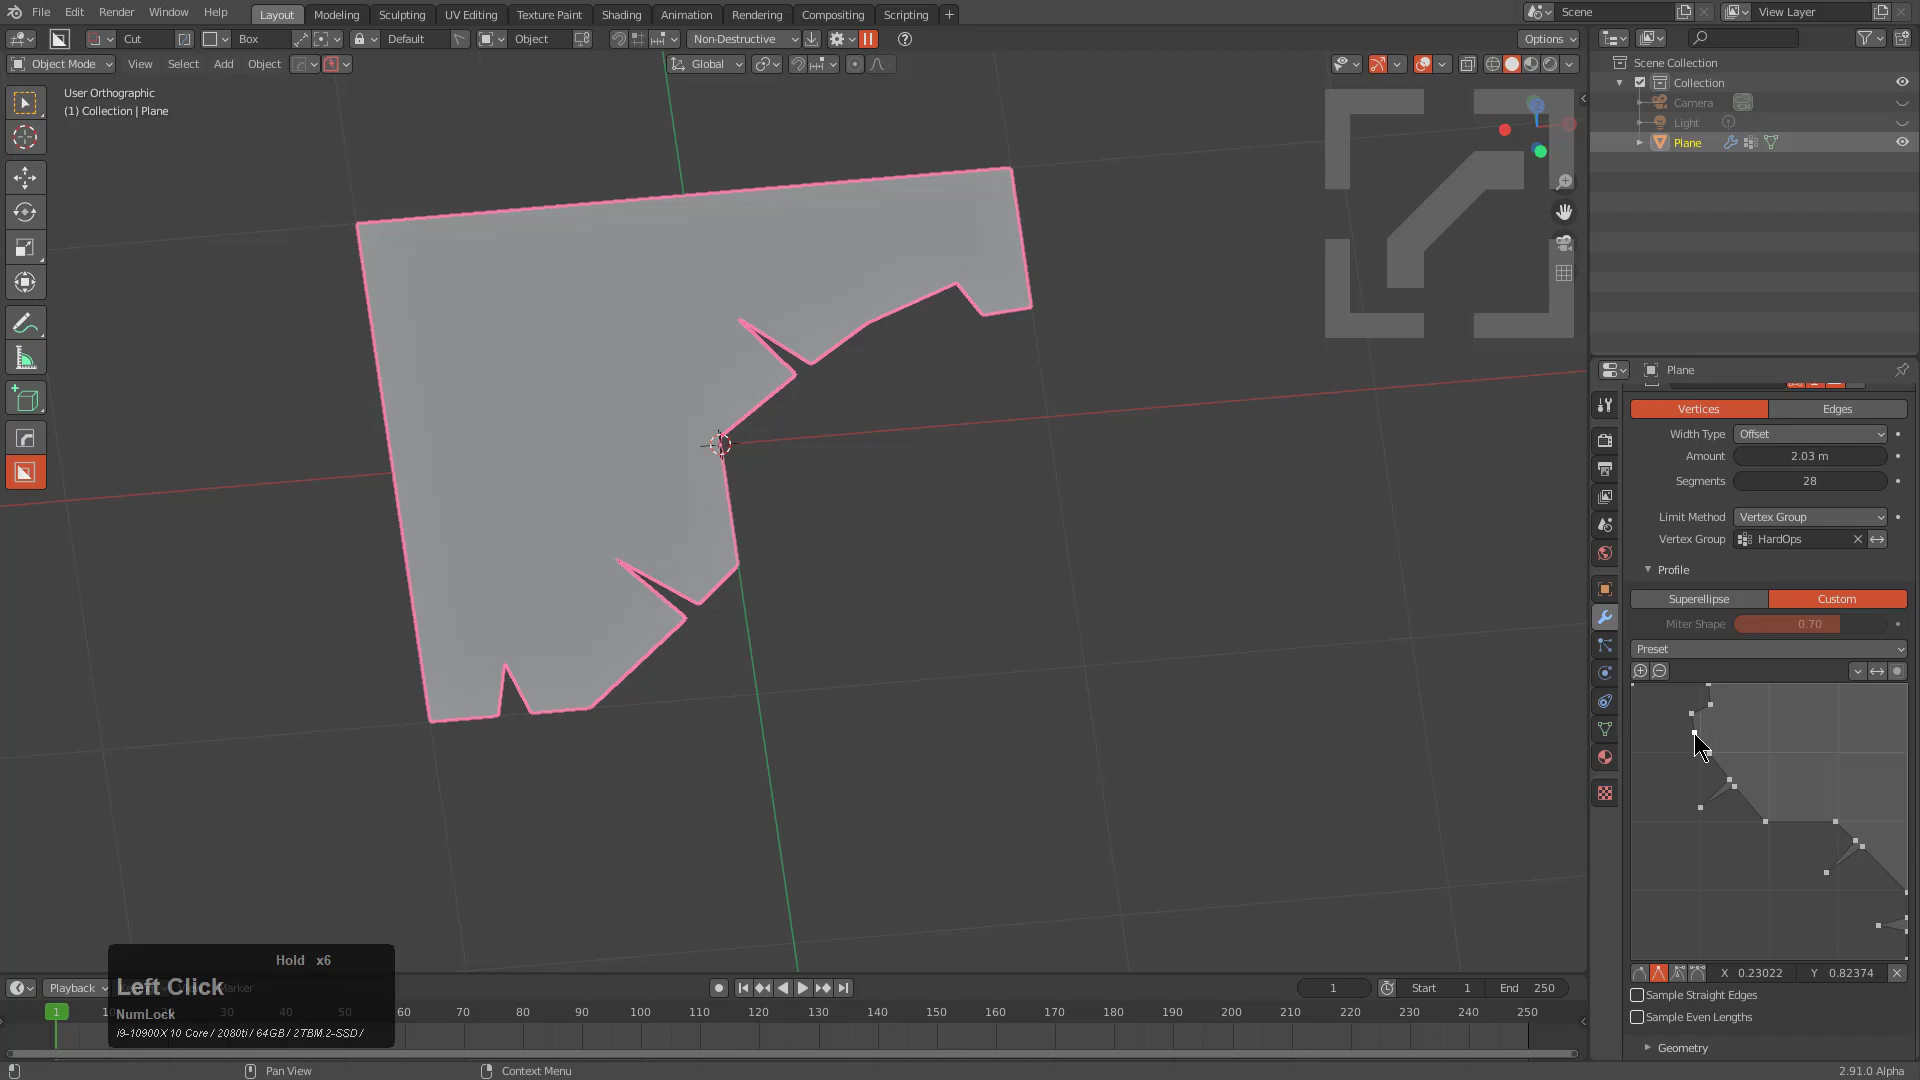 File Edit Render Window Help Layout Modeling Sculpting UV Editing Texture Paint Shading Animation Rendering Compositing Scripting + Scene View Layer
Cut Box Default Object Non-Destructive Options
Object Mode View Select Add Object Global
User Orthographic
(1) Collection | Plane
Scene Collection
Collection
Camera
Light
Plane
Plane
Vertices Edges
Width Type Offset
Amount 2.03 m
Segments 28
Limit Method Vertex Group
Vertex Group HardOps
Profile
Superellipse Custom
Miter Shape 0.70
Preset
X 0.23022 Y 0.82374
Sample Straight Edges
Sample Even Lengths
Geometry
Hold x6
Left Click
NumLock
i9-10900X 10 Core / 2080ti / 64GB / 2TBM.2-SSD /
Playback Marker 1 Start 1 End 250
1 20 30 40 50 60 70 80 90 100 110 120 130 140 150 160 170 180 190 200 210 220 230 240 250
Pan View Context Menu 2.91.0 Alpha